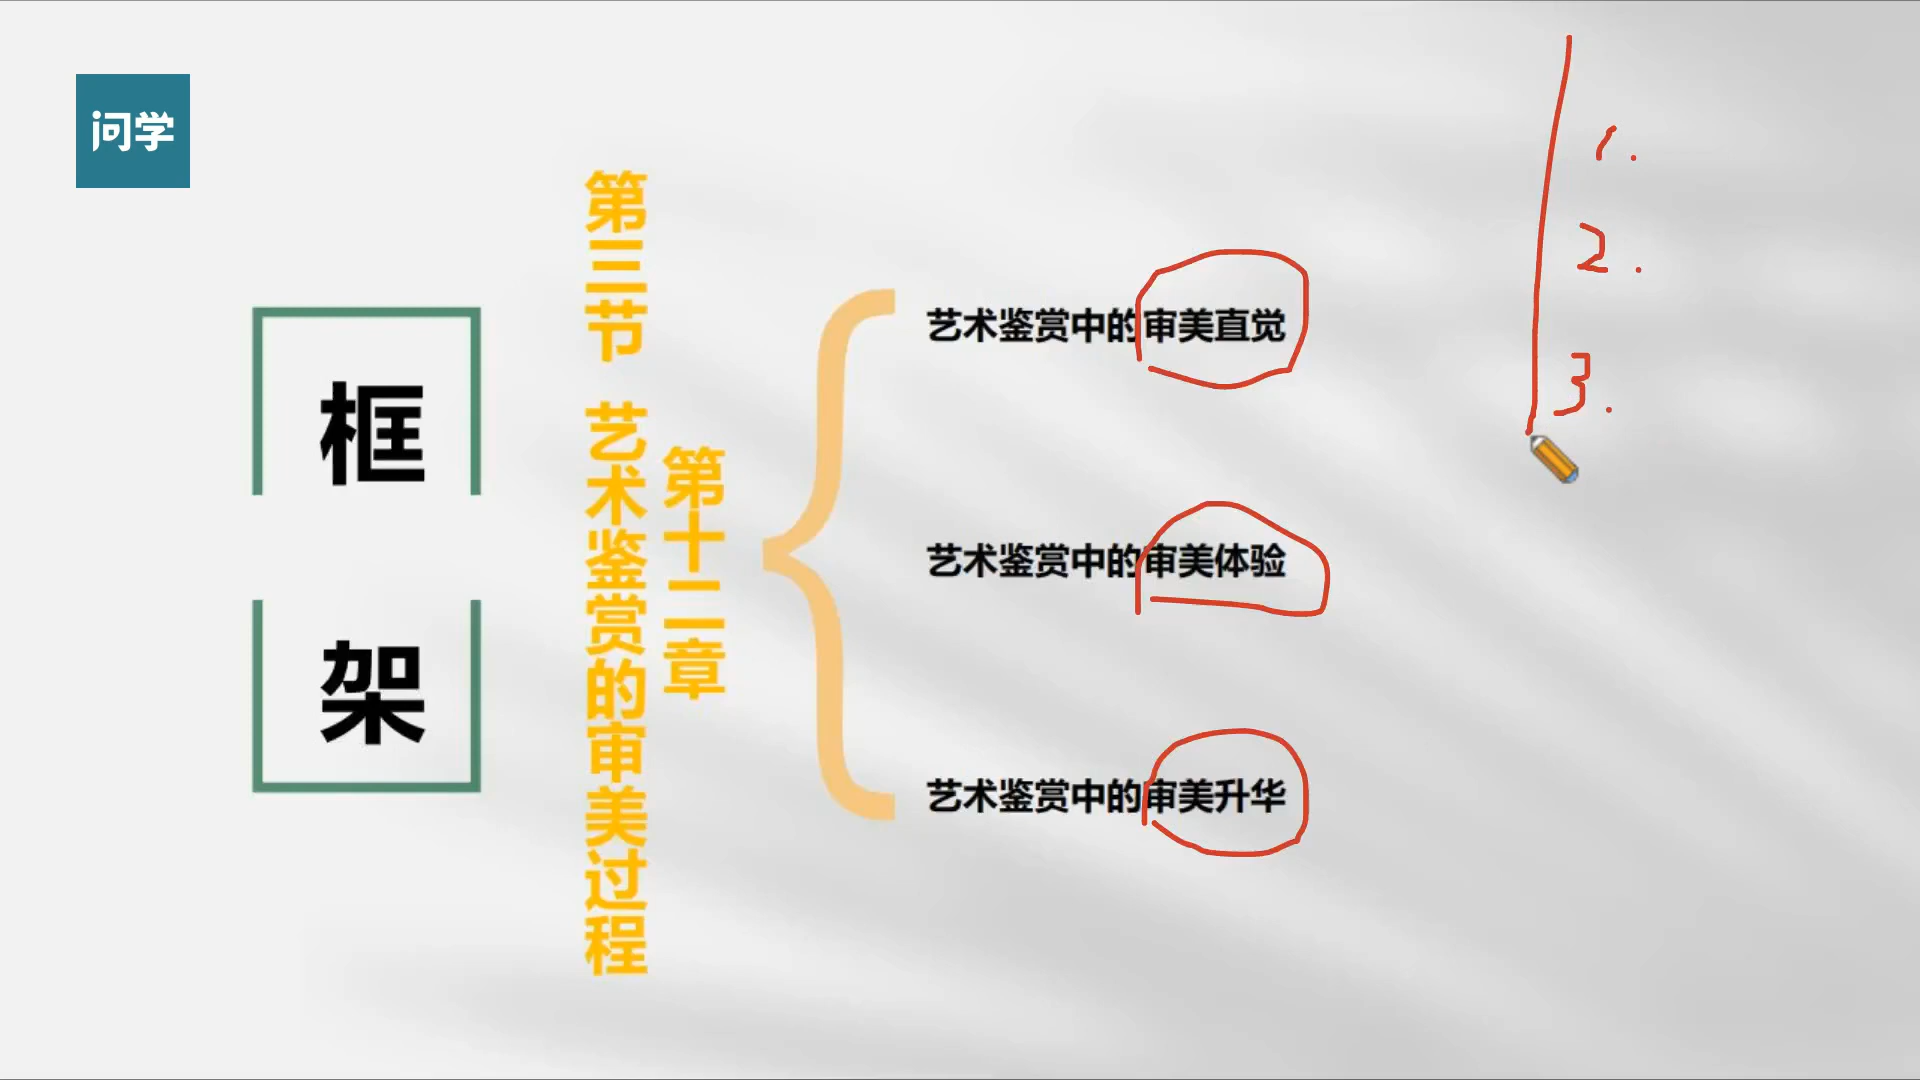 问学
框架
第十二章
第三节 艺术鉴赏的审美过程
艺术鉴赏中的审美直觉
艺术鉴赏中的审美体验
艺术鉴赏中的审美升华
1.
2.
3.